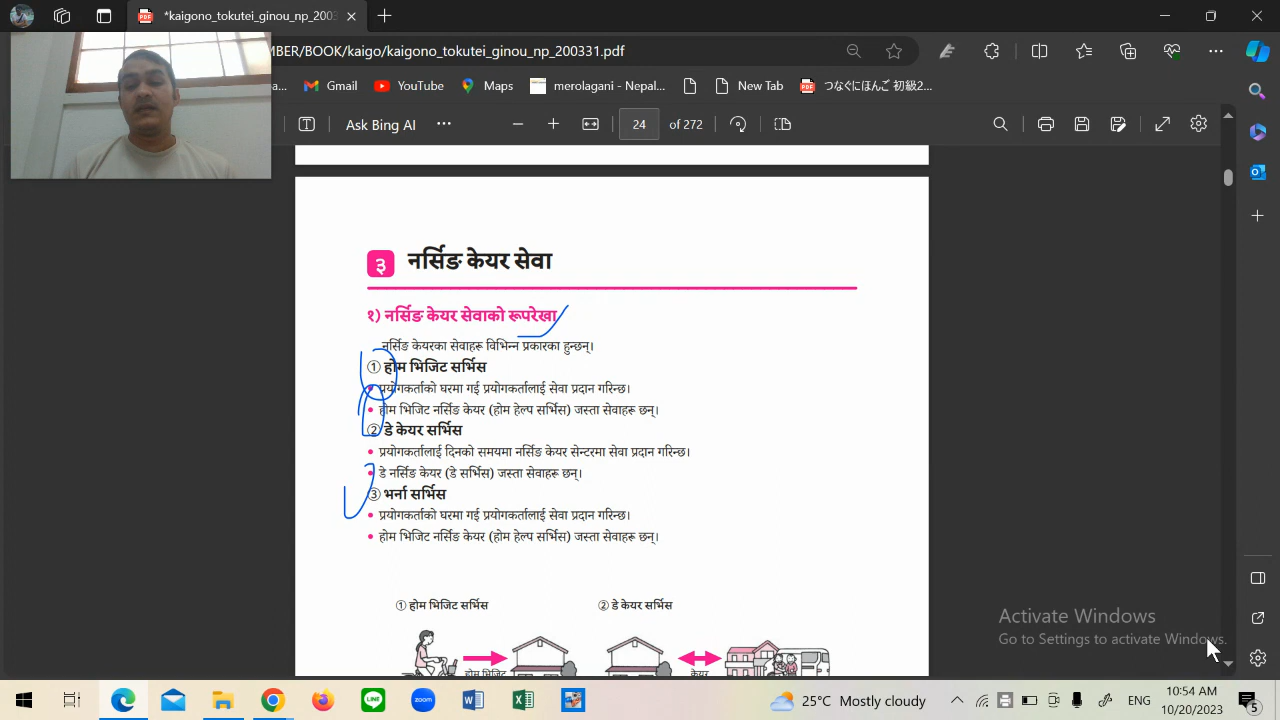 *kaigono_tokutei_ginou_np_2003
MBER/BOOK/kaigo/kaigono_tokutei_ginou_np_200331.pdf
a...
Gmail
YouTube
Maps
merolagani - Nepal...
New Tab
つなぐにほんご 初級2...
Ask Bing AI
24
of 272
३ नर्सिङ केयर सेवा
१) नर्सिङ केयर सेवाको रूपरेखा
नर्सिङ केयरका सेवाहरू विभिन्न प्रकारका हुन्छन्।
① होम भिजिट सर्भिस
• प्रयोगकर्ताको घरमा गई प्रयोगकर्तालाई सेवा प्रदान गरिन्छ।
• होम भिजिट नर्सिङ केयर (होम हेल्प सर्भिस) जस्ता सेवाहरू छन्।
② डे केयर सर्भिस
• प्रयोगकर्तालाई दिनको समयमा नर्सिङ केयर सेन्टरमा सेवा प्रदान गरिन्छ।
• डे नर्सिङ केयर (डे सर्भिस) जस्ता सेवाहरू छन्।
③ भर्ना सर्भिस
• प्रयोगकर्ताको घरमा गई प्रयोगकर्तालाई सेवा प्रदान गरिन्छ।
• होम भिजिट नर्सिङ केयर (होम हेल्प सर्भिस) जस्ता सेवाहरू छन्।
① होम भिजिट सर्भिस
② डे केयर सर्भिस
होम भिजिट
केयर
Activate Windows
Go to Settings to activate Windows.
LINE
zoom
25°C Mostly cloudy
ENG
10:54 AM
10/20/2023
5